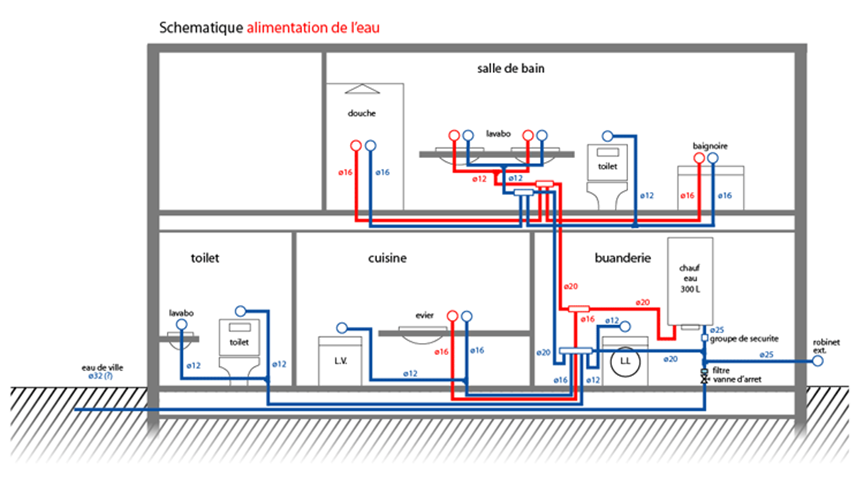 Schematique alimentation de l'eau
salle de bain
douche
lavabo
toilet
baignoire
ø16
ø16
ø12
ø12
ø12
ø16
ø16
toilet
cuisine
buanderie
chauf
eau
300 L
ø20
ø20
lavabo
toilet
evier
ø16
ø12
ø25
groupe de securite
robinet
ext.
L.V.
ø16
ø16
ø20
L.L
ø20
ø25
eau de ville
ø32 (?)
ø12
ø12
ø12
ø16
ø12
filtre
vanne d'arret